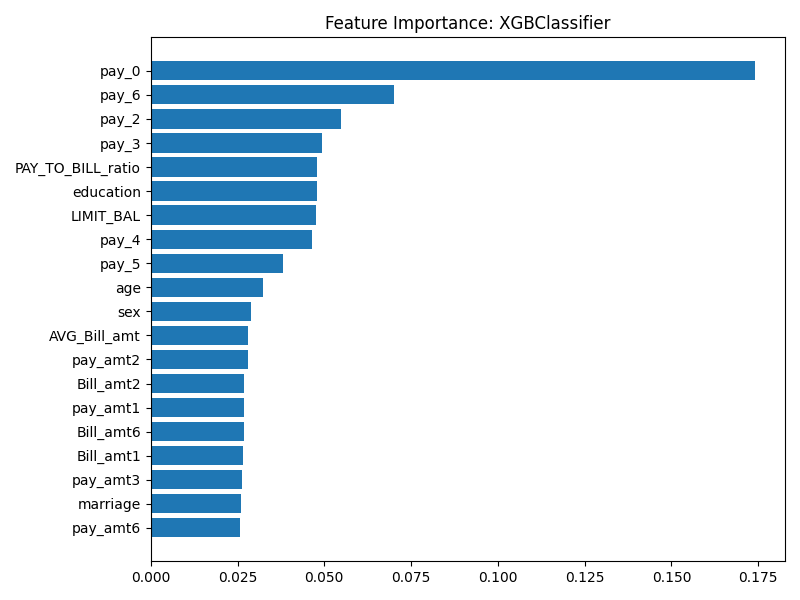 Feature Importance: XGBClassifier
pay_0
pay_6
pay_2
pay_3
PAY_TO_BILL_ratio
education
LIMIT_BAL
pay_4
pay_5
age
sex
AVG_Bill_amt
pay_amt2
Bill_amt2
pay_amt1
Bill_amt6
Bill_amt1
pay_amt3
marriage
pay_amt6
0.000 0.025 0.050 0.075 0.100 0.125 0.150 0.175